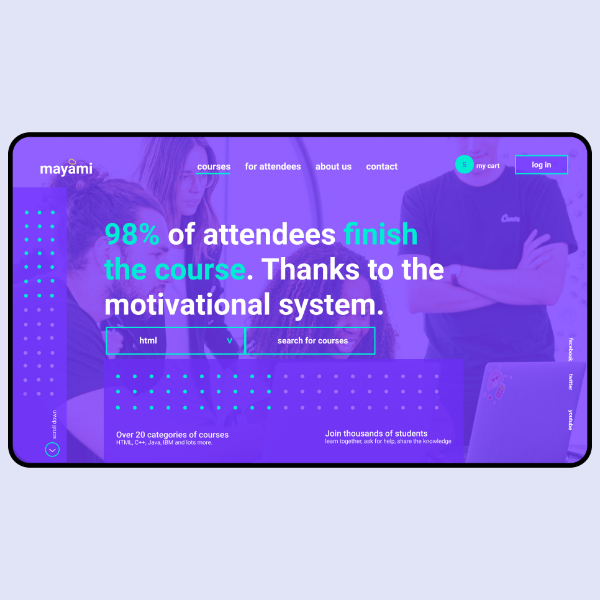 mayami
courses for attendees about us contact
5 my cart
log in
98% of attendees finish
the course. Thanks to the
motivational system.
html V
search for courses
facebook
twitter
youtube
scroll down
Over 20 categories of courses
HTML, C++, Java, IBM and lots more.
Join thousands of students
learn together, ask for help, share the knowledge